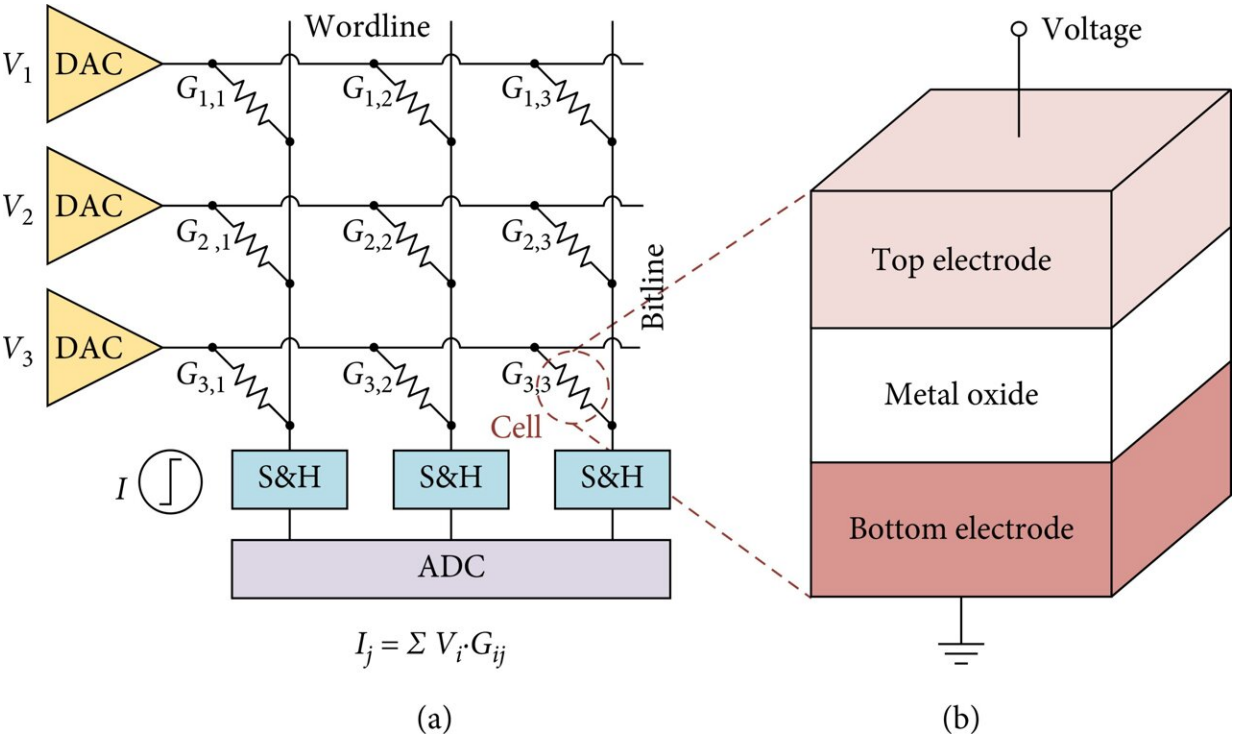 Wordline
V1 DAC
G1,1 G1,2 G1,3
V2 DAC
G2 ,1 G2,2 G2,3
Bitline
V3 DAC
G3,1 G3,2 G3,3
Cell
I S&H S&H S&H
ADC
Ij = Σ Vi·Gij
(a)
Voltage
Top electrode
Metal oxide
Bottom electrode
(b)